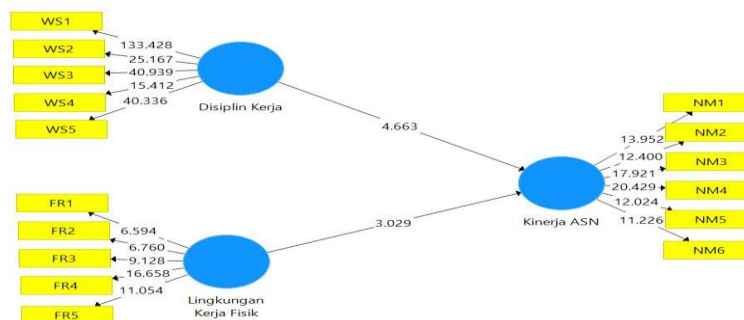 WS1
WS2
WS3
WS4
WS5
133.428
25.167
40.939
15.412
40.336
Disiplin Kerja
4.663
FR1
FR2
FR3
FR4
FR5
6.594
6.760
9.128
16.658
11.054
Lingkungan
Kerja Fisik
3.029
Kinerja ASN
13.952
12.400
17.921
20.429
12.024
11.226
NM1
NM2
NM3
NM4
NM5
NM6